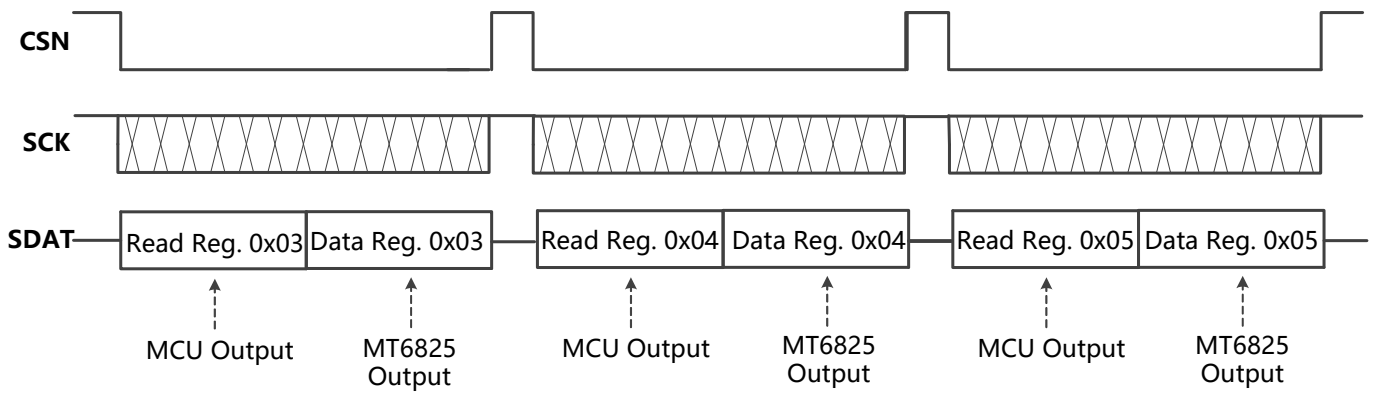 CSN
SCK
SDAT
Read Reg. 0x03
Data Reg. 0x03
Read Reg. 0x04
Data Reg. 0x04
Read Reg. 0x05
Data Reg. 0x05
MCU Output
MT6825
Output
MCU Output
MT6825
Output
MCU Output
MT6825
Output